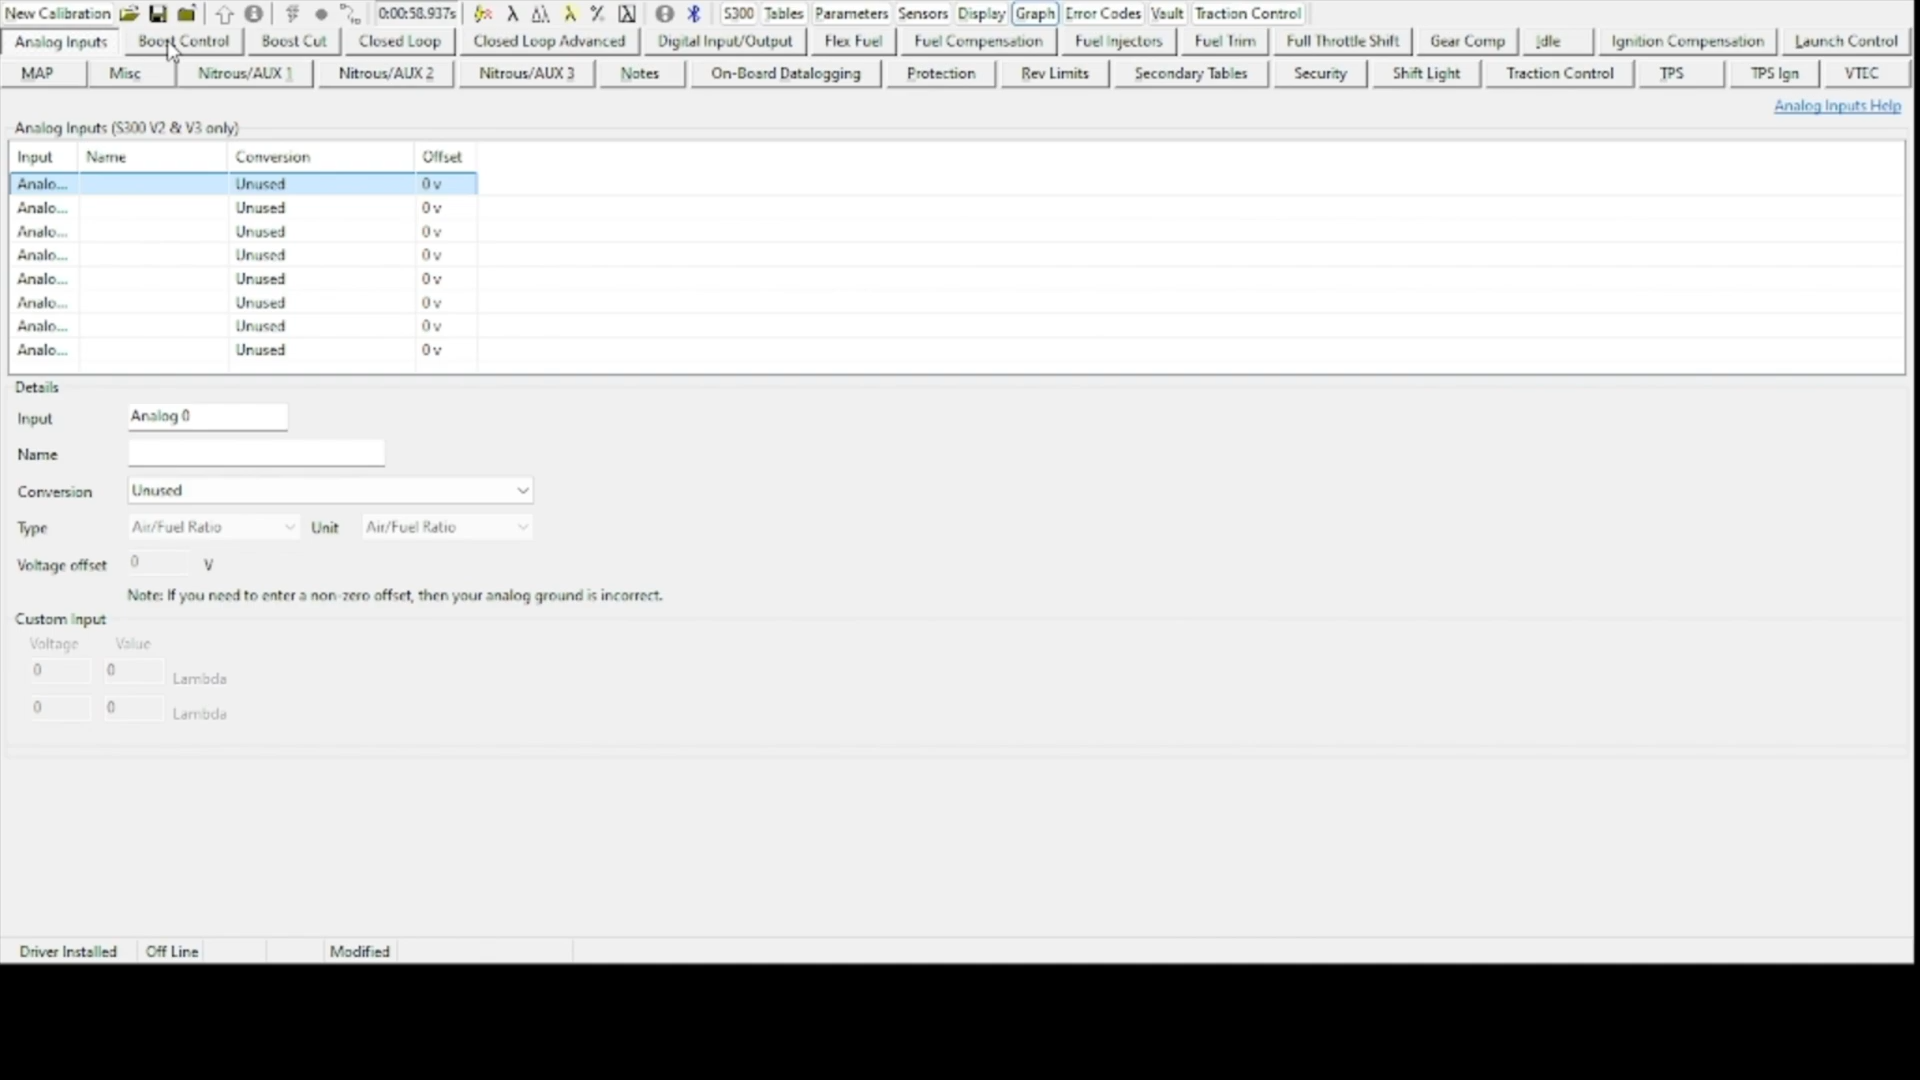 New Calibration 0:00:58.937s S300 Tables Parameters Sensors Display Graph Error Codes Vault Traction Control
Analog Inputs Boost Control Boost Cut Closed Loop Closed Loop Advanced Digital Input/Output Flex Fuel Fuel Compensation Fuel Injectors Fuel Trim Full Throttle Shift Gear Comp Idle Ignition Compensation Launch Control
MAP Misc Nitrous/AUX 1 Nitrous/AUX 2 Nitrous/AUX 3 Notes On-Board Datalogging Protection Rev Limits Secondary Tables Security Shift Light Traction Control TPS TPS Ign VTEC
Analog Inputs Help
Analog Inputs (S300 V2 & V3 only)
Input Name Conversion Offset
Analo... Unused 0 v
Analo... Unused 0 v
Analo... Unused 0 v
Analo... Unused 0 v
Analo... Unused 0 v
Analo... Unused 0 v
Analo... Unused 0 v
Analo... Unused 0 v
Details
Input Analog 0
Name
Conversion Unused
Type Air/Fuel Ratio Unit Air/Fuel Ratio
Voltage offset 0 V
Note: If you need to enter a non-zero offset, then your analog ground is incorrect.
Custom Input
Voltage Value
0 0 Lambda
0 0 Lambda
Driver Installed Off Line Modified